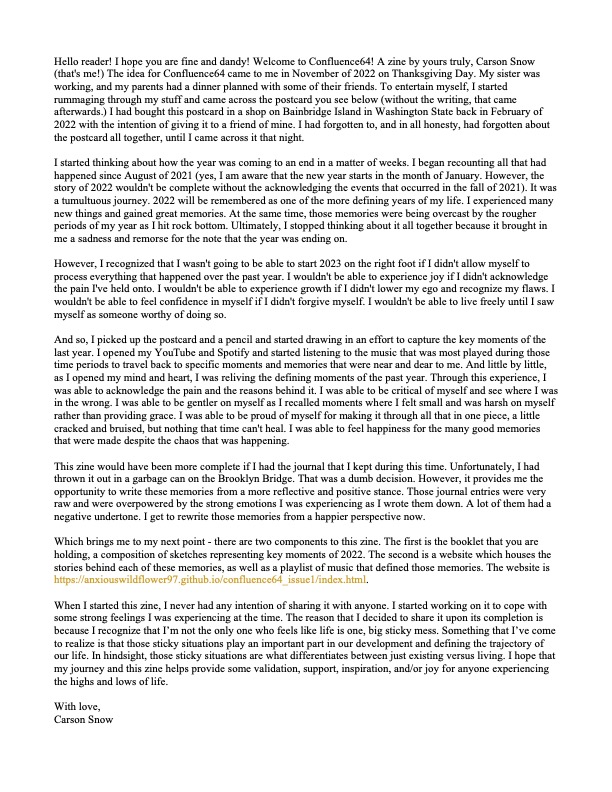 Hello reader! I hope you are fine and dandy! Welcome to Confluence64! A zine by yours truly, Carson Snow
(that's me!) The idea for Confluence64 came to me in November of 2022 on Thanksgiving Day. My sister was
working, and my parents had a dinner planned with some of their friends. To entertain myself, I started
rummaging through my stuff and came across the postcard you see below (without the writing, that came
afterwards.) I had bought this postcard in a shop on Bainbridge Island in Washington State back in February of
2022 with the intention of giving it to a friend of mine. I had forgotten to, and in all honesty, had forgotten about
the postcard all together, until I came across it that night.

I started thinking about how the year was coming to an end in a matter of weeks. I began recounting all that had
happened since August of 2021 (yes, I am aware that the new year starts in the month of January. However, the
story of 2022 wouldn't be complete without the acknowledging the events that occurred in the fall of 2021). It was
a tumultuous journey. 2022 will be remembered as one of the more defining years of my life. I experienced many
new things and gained great memories. At the same time, those memories were being overcast by the rougher
periods of my year as I hit rock bottom. Ultimately, I stopped thinking about it all together because it brought in
me a sadness and remorse for the note that the year was ending on.

However, I recognized that I wasn't going to be able to start 2023 on the right foot if I didn't allow myself to
process everything that happened over the past year. I wouldn't be able to experience joy if I didn't acknowledge
the pain I've held onto. I wouldn't be able to experience growth if I didn't lower my ego and recognize my flaws. I
wouldn't be able to feel confidence in myself if I didn't forgive myself. I wouldn't be able to live freely until I saw
myself as someone worthy of doing so.

And so, I picked up the postcard and a pencil and started drawing in an effort to capture the key moments of the
last year. I opened my YouTube and Spotify and started listening to the music that was most played during those
time periods to travel back to specific moments and memories that were near and dear to me. And little by little,
as I opened my mind and heart, I was reliving the defining moments of the past year. Through this experience, I
was able to acknowledge the pain and the reasons behind it. I was able to be critical of myself and see where I was
in the wrong. I was able to be gentler on myself as I recalled moments where I felt small and was harsh on myself
rather than providing grace. I was able to be proud of myself for making it through all that in one piece, a little
cracked and bruised, but nothing that time can't heal. I was able to feel happiness for the many good memories
that were made despite the chaos that was happening.

This zine would have been more complete if I had the journal that I kept during this time. Unfortunately, I had
thrown it out in a garbage can on the Brooklyn Bridge. That was a dumb decision. However, it provides me the
opportunity to write these memories from a more reflective and positive stance. Those journal entries were very
raw and were overpowered by the strong emotions I was experiencing as I wrote them down. A lot of them had a
negative undertone. I get to rewrite those memories from a happier perspective now.

Which brings me to my next point - there are two components to this zine. The first is the booklet that you are
holding, a composition of sketches representing key moments of 2022. The second is a website which houses the
stories behind each of these memories, as well as a playlist of music that defined those memories. The website is
https://anxiouswildflower97.github.io/confluence64_issue1/index.html.

When I started this zine, I never had any intention of sharing it with anyone. I started working on it to cope with
some strong feelings I was experiencing at the time. The reason that I decided to share it upon its completion is
because I recognize that I’m not the only one who feels like life is one, big sticky mess. Something that I’ve come
to realize is that those sticky situations play an important part in our development and defining the trajectory of
our life. In hindsight, those sticky situations are what differentiates between just existing versus living. I hope that
my journey and this zine helps provide some validation, support, inspiration, and/or joy for anyone experiencing
the highs and lows of life.

With love,
Carson Snow